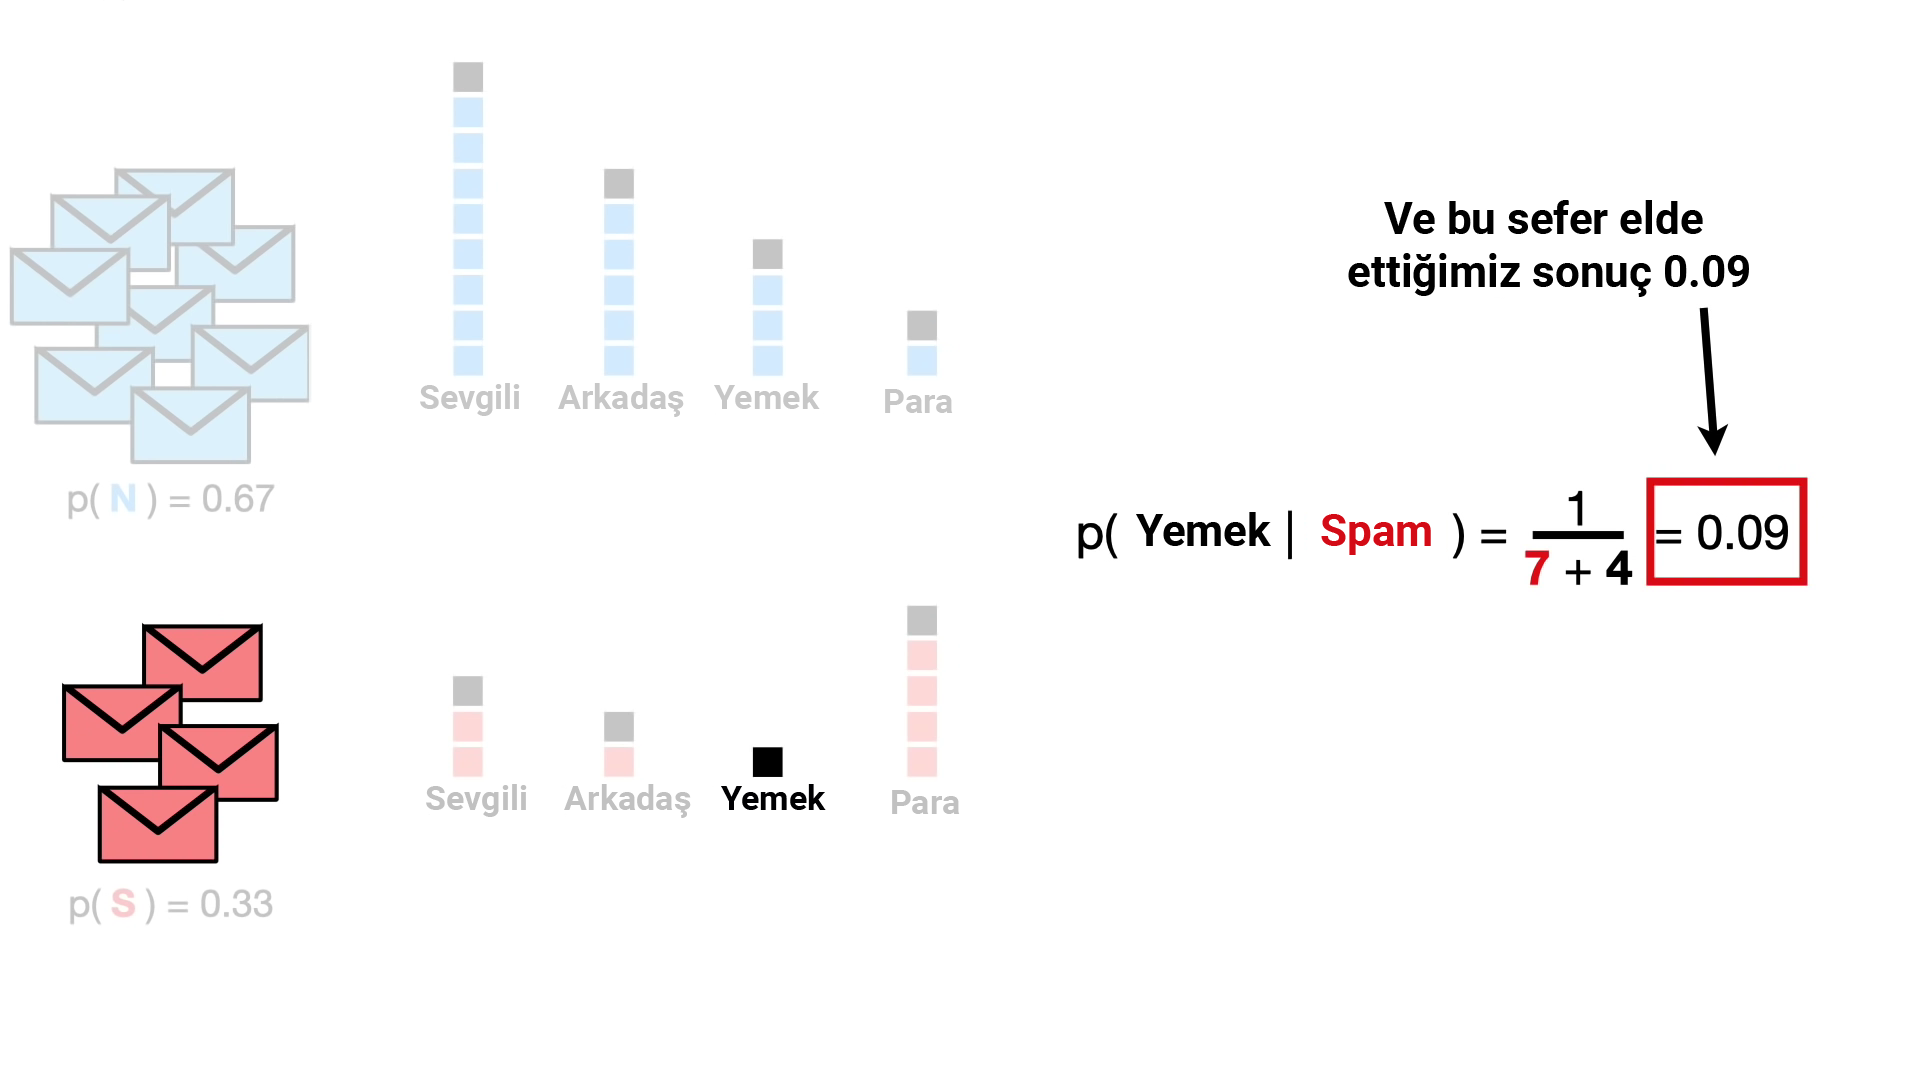 Sevgili Arkadaş Yemek Para
p( N ) = 0.67
Ve bu sefer elde
ettiğimiz sonuç 0.09
p( Yemek | Spam ) = 1 / 7 + 4 = 0.09
Sevgili Arkadaş Yemek Para
p( S ) = 0.33